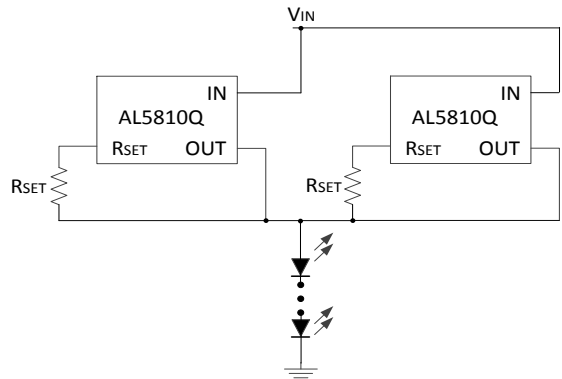 VIN
IN
AL5810Q
RSET OUT
RSET
IN
AL5810Q
RSET OUT
RSET